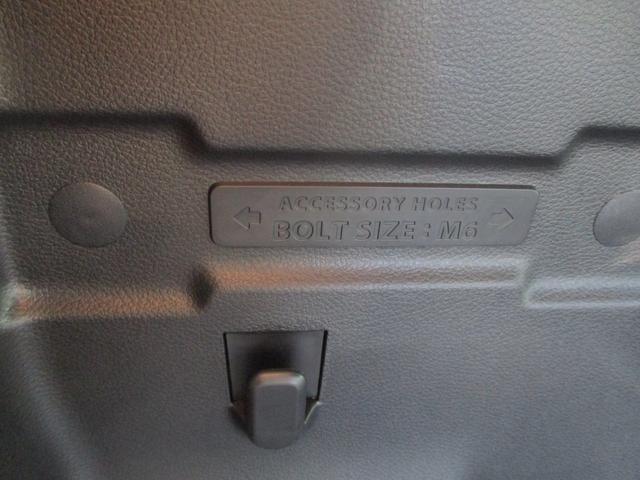 ACCESSORY HOLES
BOLT SIZE : M6